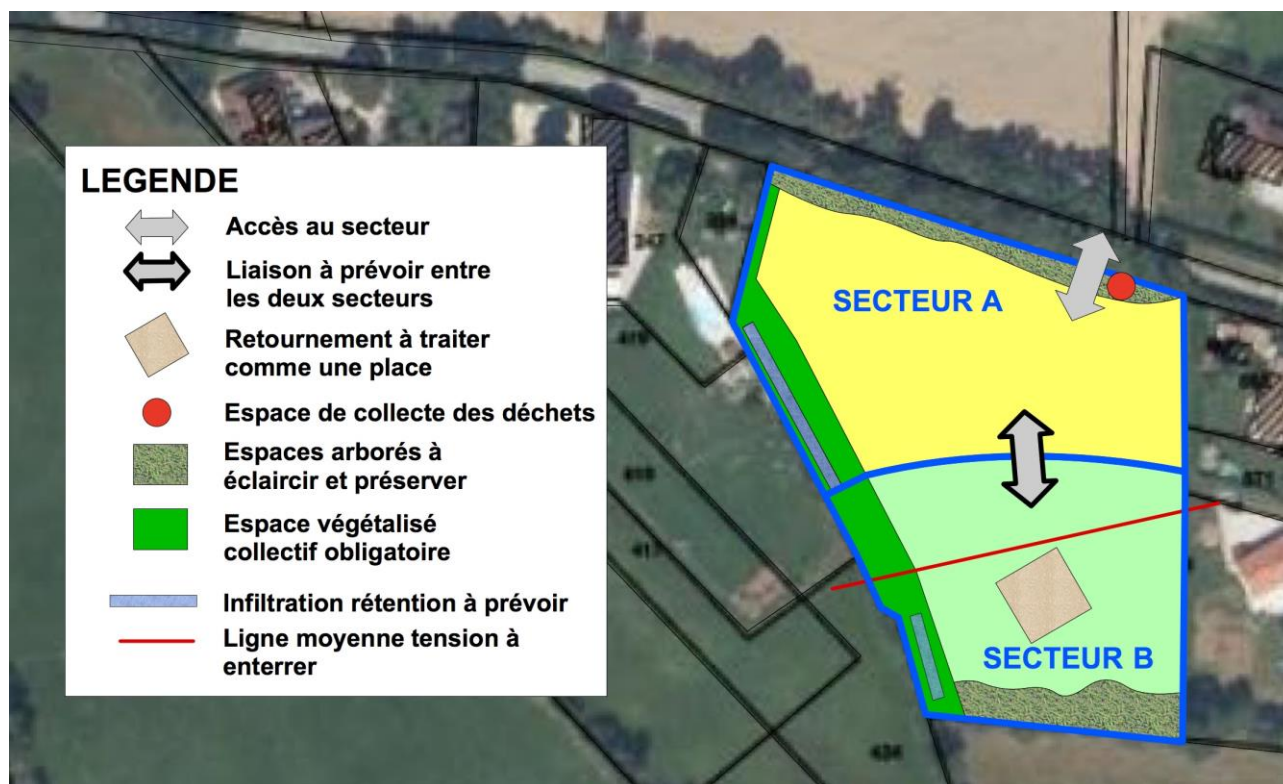 LEGENDE
Accès au secteur
Liaison à prévoir entre
les deux secteurs
Retournement à traiter
comme une place
Espace de collecte des déchets
Espaces arborés à
éclaircir et préserver
Espace végétalisé
collectif obligatoire
Infiltration rétention à prévoir
Ligne moyenne tension à
enterrer
SECTEUR A
SECTEUR B
247
419
434